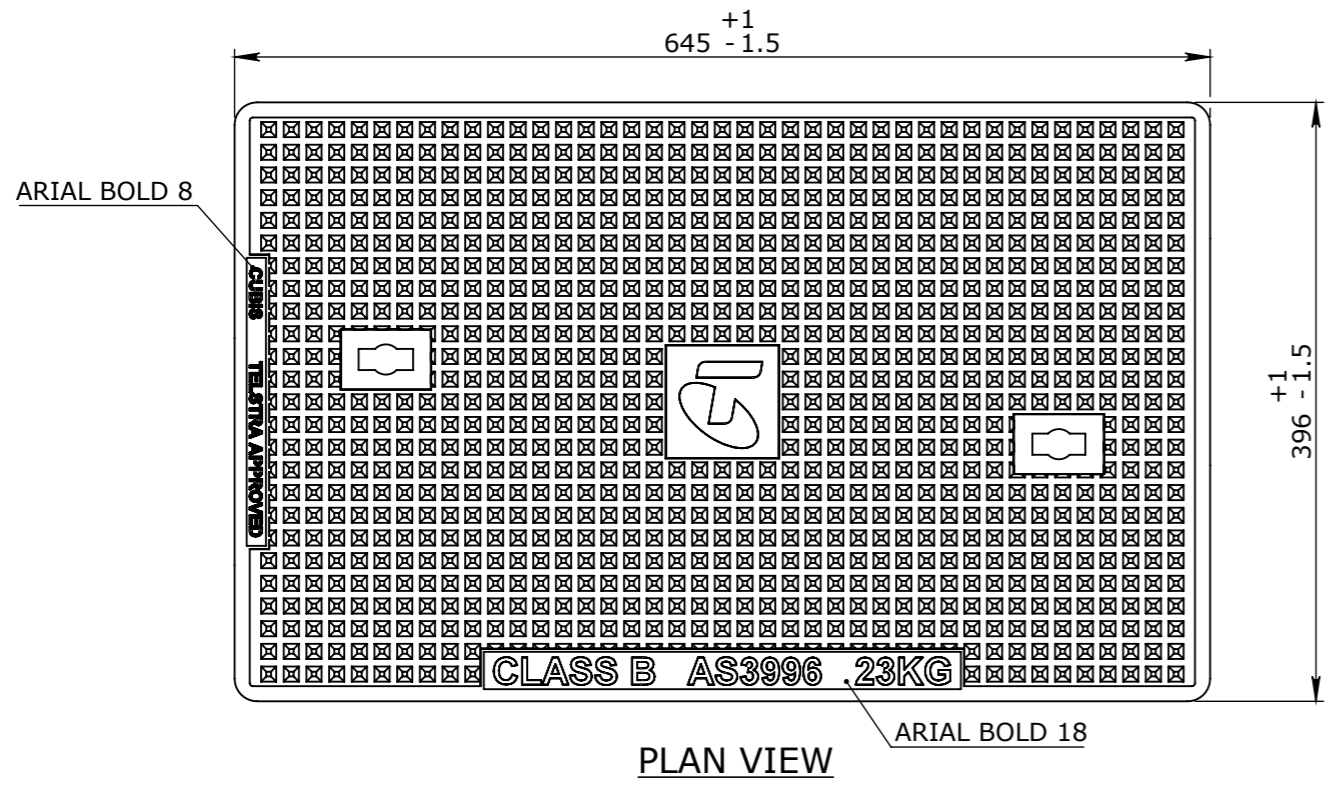 +1
645 -1.5
ARIAL BOLD 8
CUBIS TELSTRA APPROVED
+1
396 -1.5
CLASS B AS3996 23KG
ARIAL BOLD 18
PLAN VIEW